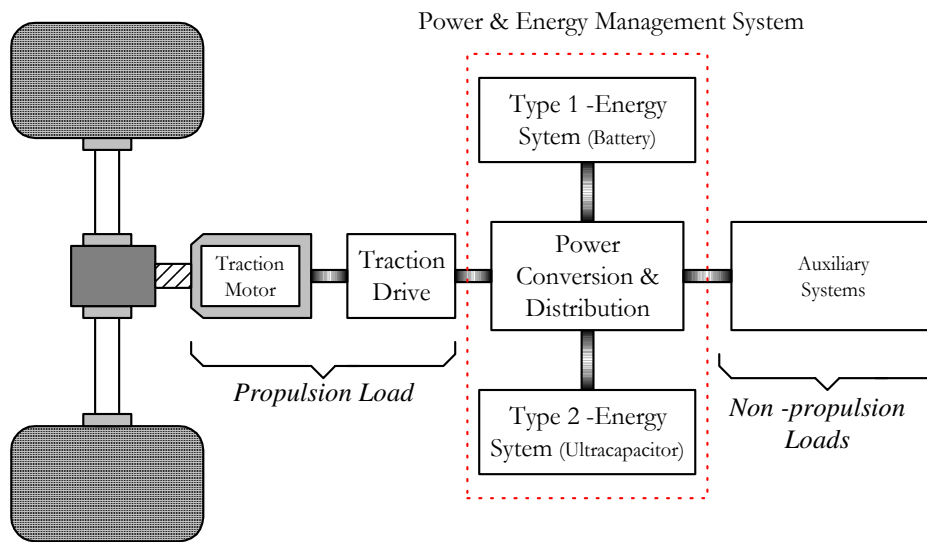 Power & Energy Management System
Type 1 -Energy
Sytem (Battery)
Traction
Motor
Traction
Drive
Power
Conversion &
Distribution
Auxiliary
Systems
Propulsion Load
Type 2 -Energy
Sytem (Ultracapacitor)
Non -propulsion
Loads